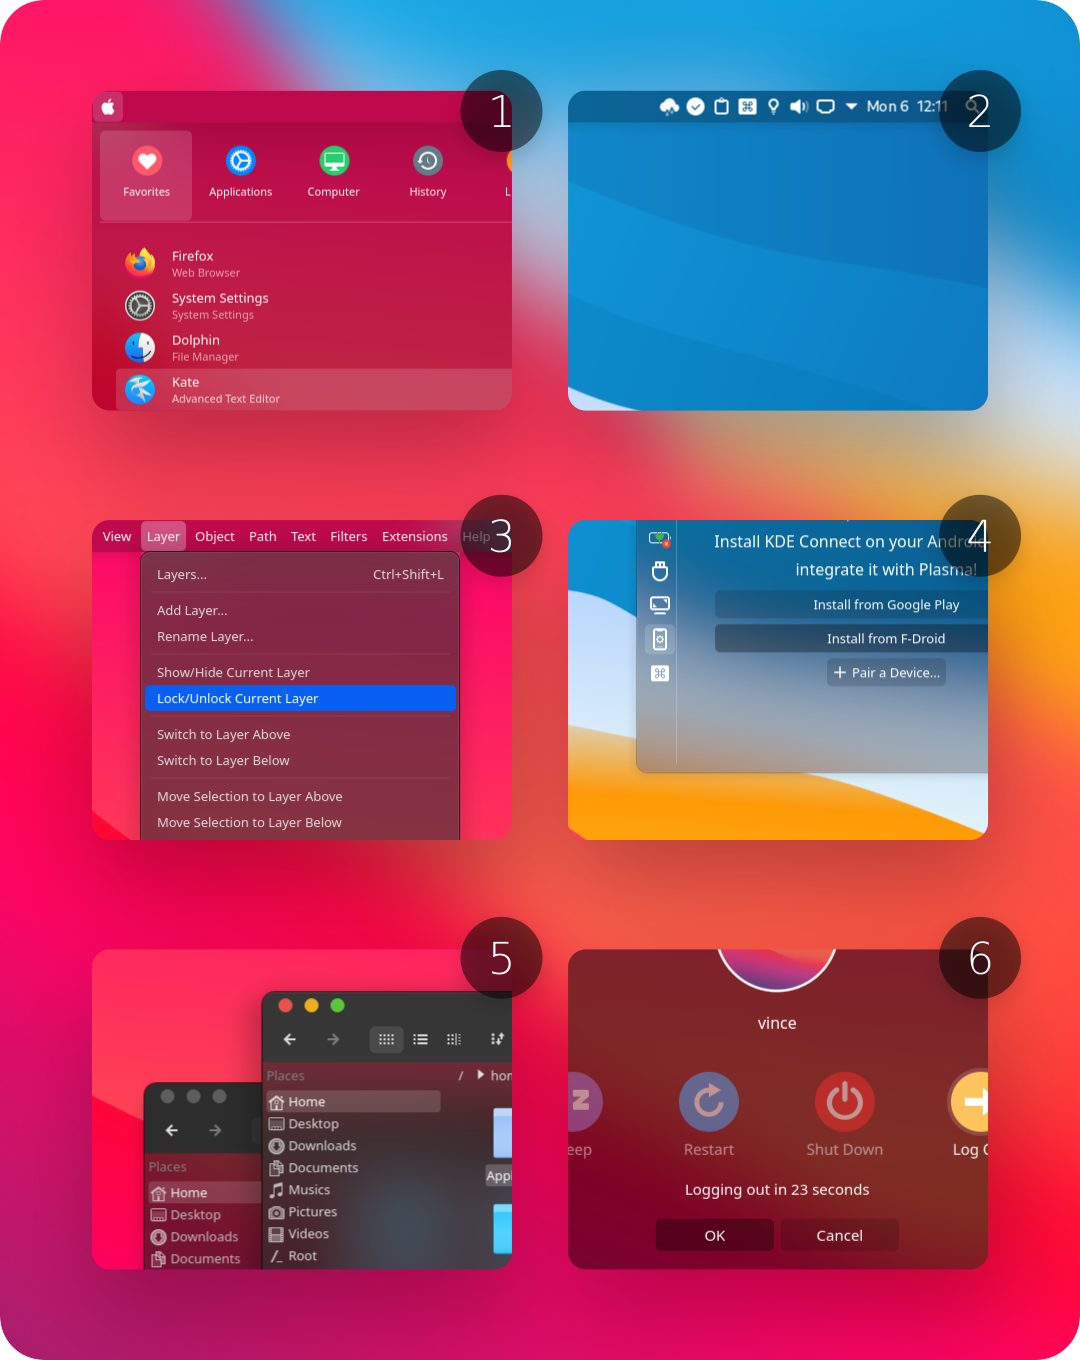 1
Favorites Applications Computer History L
Firefox
Web Browser
System Settings
System Settings
Dolphin
File Manager
Kate
Advanced Text Editor
2
Mon 6 12:11
3
View Layer Object Path Text Filters Extensions Help
Layers... Ctrl+Shift+L
Add Layer...
Rename Layer...
Show/Hide Current Layer
Lock/Unlock Current Layer
Switch to Layer Above
Switch to Layer Below
Move Selection to Layer Above
Move Selection to Layer Below
4
Install KDE Connect on your Android
integrate it with Plasma!
Install from Google Play
Install from F-Droid
+ Pair a Device...
5
Places / hom
Home
Desktop
Downloads
Documents
Musics
Pictures
Videos
Root
Appl
Places
Home
Desktop
Downloads
Documents
6
vince
eep Restart Shut Down Log
Logging out in 23 seconds
OK Cancel